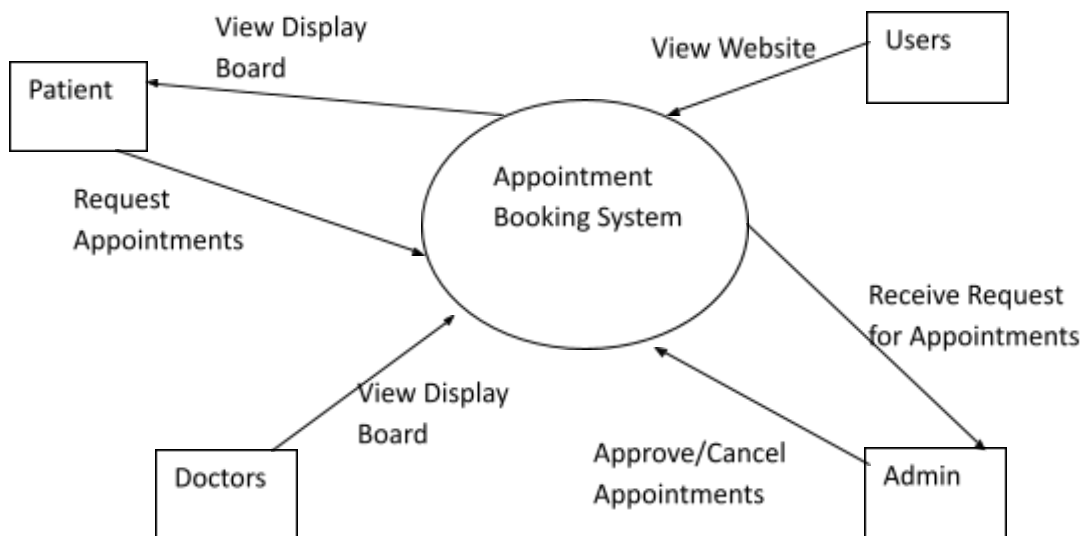 View Display
Board
View Website
Users
Patient
Appointment
Booking System
Request
Appointments
Receive Request
for Appointments
View Display
Board
Approve/Cancel
Appointments
Doctors
Admin